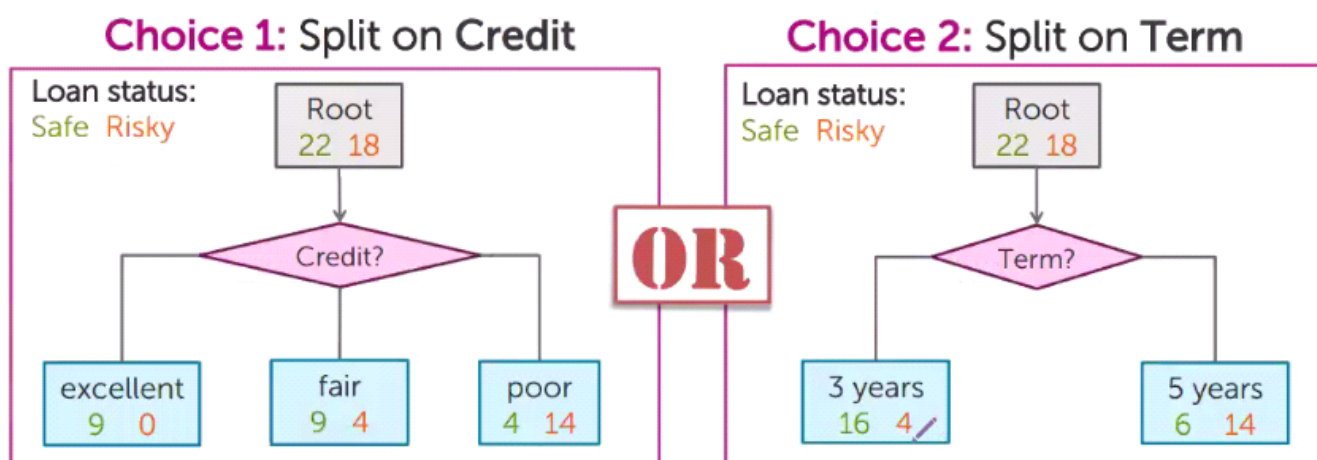 Choice 1: Split on Credit
Loan status:
Safe Risky
Root
22 18
Credit?
excellent
9 0
fair
9 4
poor
4 14
OR
Choice 2: Split on Term
Loan status:
Safe Risky
Root
22 18
Term?
3 years
16 4
5 years
6 14